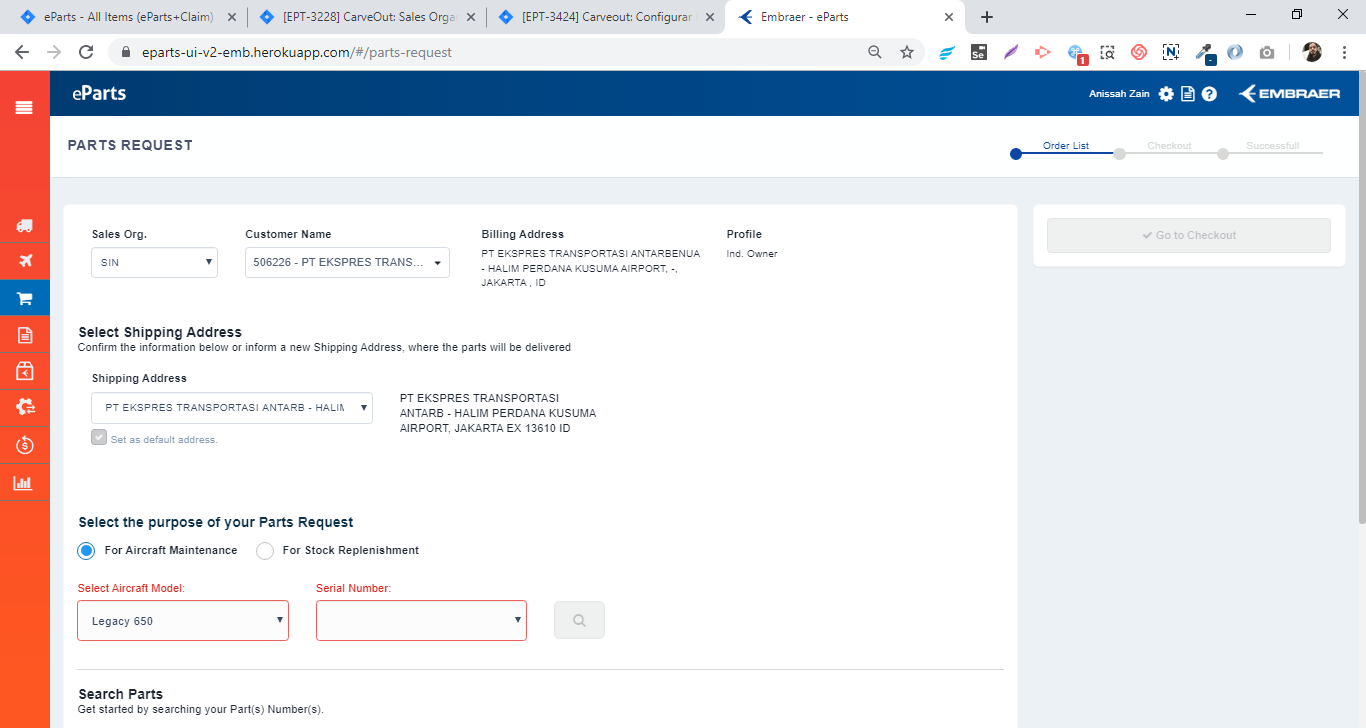 eParts - All Items (eParts+Claim)
[EPT-3228] CarveOut: Sales Orga
[EPT-3424] Carveout: Configurar
Embraer - eParts
eparts-ui-v2-emb.herokuapp.com/#/parts-request
Se
1
N
eParts
Anissah Zain
EMBRAER
PARTS REQUEST
Order List
Checkout
Successfull
Sales Org.
Customer Name
Billing Address
Profile
SIN
506226 - PT EKSPRES TRANS...
PT EKSPRES TRANSPORTASI ANTARBENUA
- HALIM PERDANA KUSUMA AIRPORT, -,
JAKARTA , ID
Ind. Owner
Go to Checkout
Select Shipping Address
Confirm the information below or inform a new Shipping Address, where the parts will be delivered
Shipping Address
PT EKSPRES TRANSPORTASI ANTARB - HALIM
PT EKSPRES TRANSPORTASI
ANTARB - HALIM PERDANA KUSUMA
AIRPORT, JAKARTA EX 13610 ID
Set as default address.
Select the purpose of your Parts Request
For Aircraft Maintenance
For Stock Replenishment
Select Aircraft Model:
Serial Number:
Legacy 650
Search Parts
Get started by searching your Part(s) Number(s).